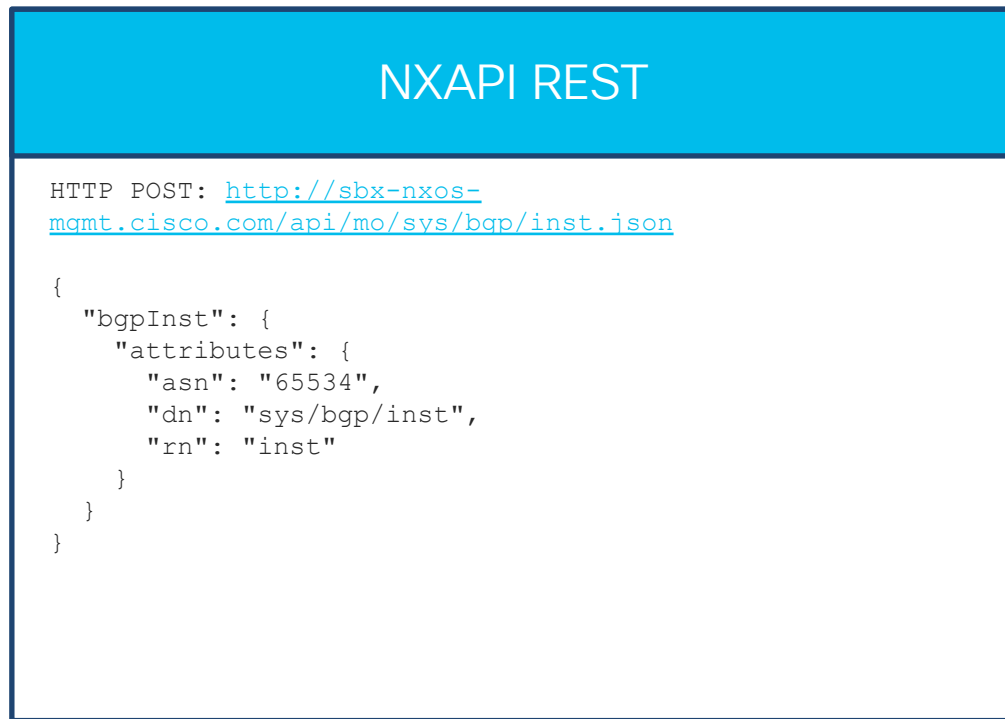 NXAPI REST
HTTP POST: http://sbx-nxos-
mgmt.cisco.com/api/mo/sys/bgp/inst.json
{
  "bgpInst": {
    "attributes": {
      "asn": "65534",
      "dn": "sys/bgp/inst",
      "rn": "inst"
    }
  }
}